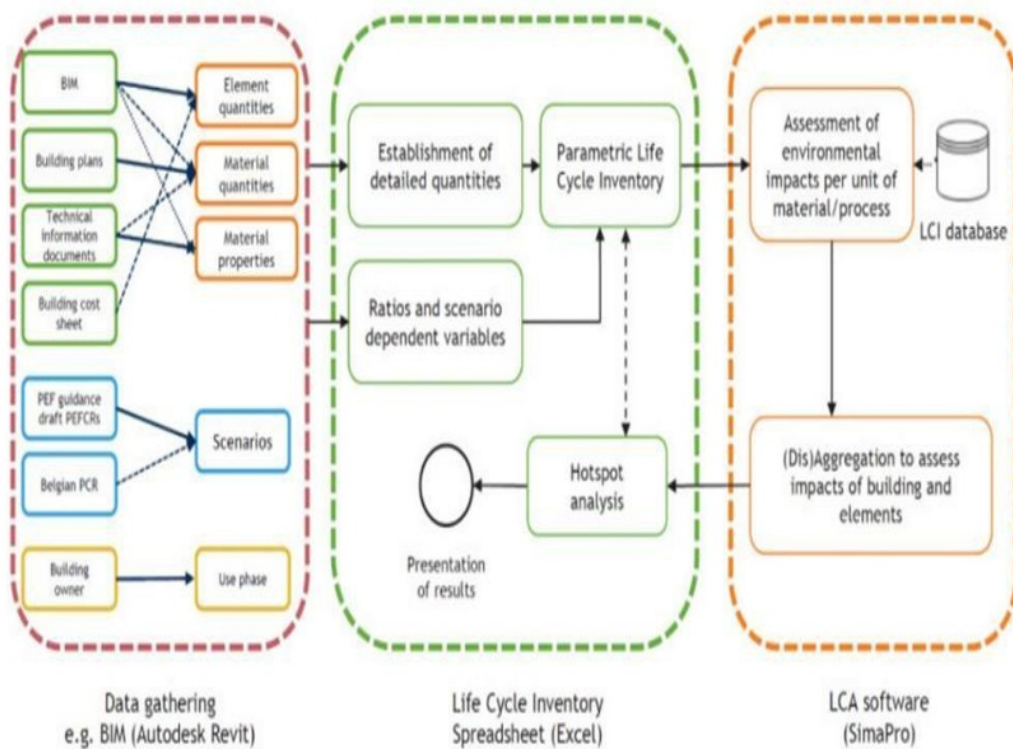 BIM
Building plans
Technical
information
documents
Building cost
sheet
PEF guidance
draft PEFCRs
Belgian PCR
Building
owner
Element
quantities
Material
quantities
Material
properties
Scenarios
Use phase
Establishment of
detailed quantities
Parametric Life
Cycle Inventory
Ratios and scenario
dependent variables
Hotspot
analysis
Presentation
of results
Assessment of
environmental
impacts per unit of
material/process
LCI database
(Dis)Aggregation to assess
impacts of building and
elements
Data gathering
e.g. BIM (Autodesk Revit)
Life Cycle Inventory
Spreadsheet (Excel)
LCA software
(SimaPro)